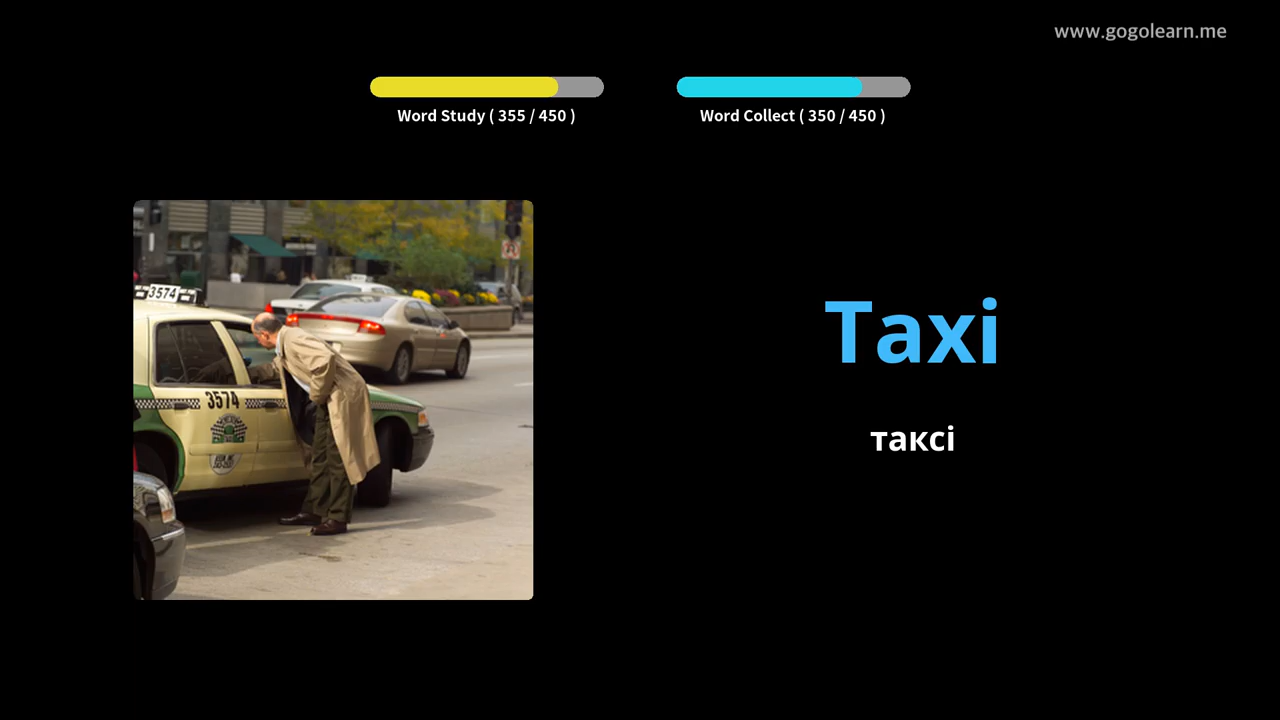 www.gogolearn.me
Word Study ( 355 / 450 )
Word Collect ( 350 / 450 )
3574
3574
Taxi
таксі